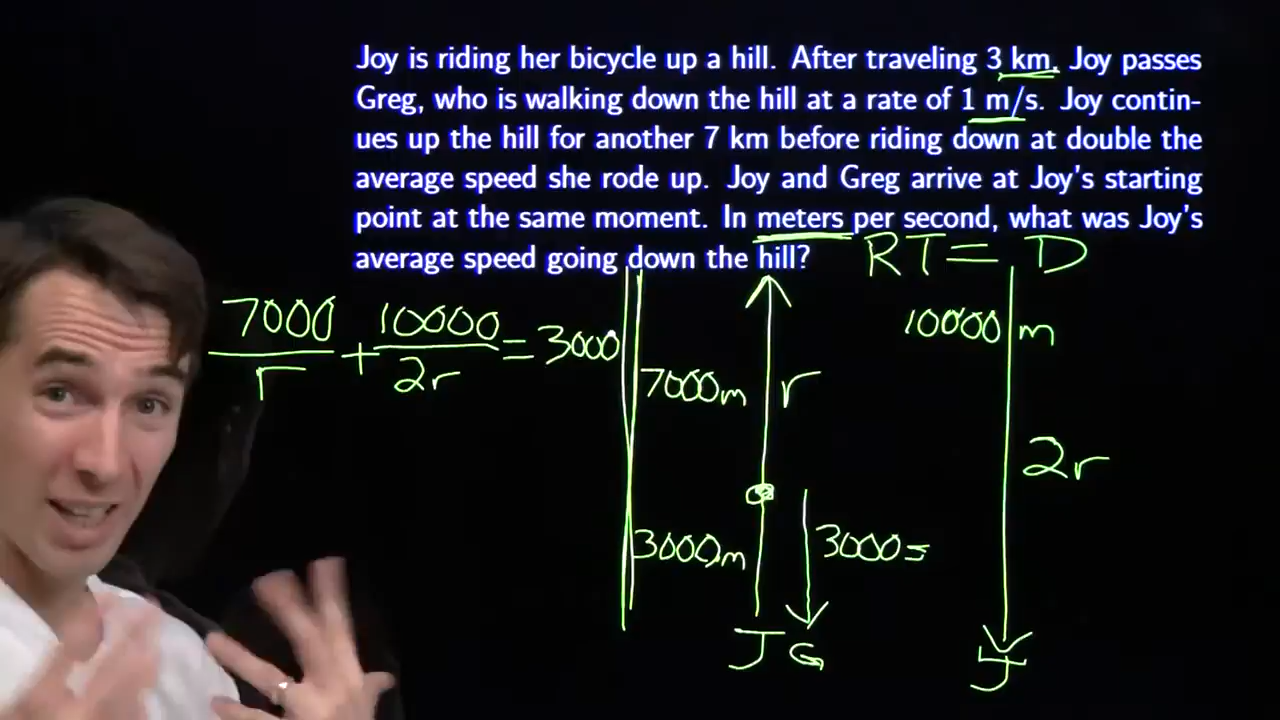 Joy is riding her bicycle up a hill. After traveling 3 km, Joy passes
Greg, who is walking down the hill at a rate of 1 m/s. Joy contin-
ues up the hill for another 7 km before riding down at double the
average speed she rode up. Joy and Greg arrive at Joy's starting
point at the same moment. In meters per second, what was Joy's
average speed going down the hill?
RT = D
7000/r + 10000/2r = 3000
10000 m
7000m
r
2r
3000m
3000s
J G
J